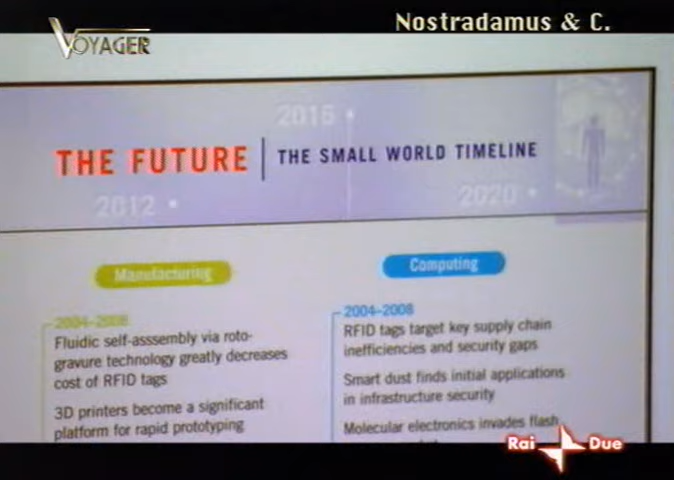 VOYAGER
Nostradamus & C.
2016
THE FUTURE | THE SMALL WORLD TIMELINE
2012
2020
Manufacturing
Computing
2004–2008
Fluidic self-asssembly via roto-
gravure technology greatly decreases
cost of RFID tags
3D printers become a significant
platform for rapid prototyping
2004–2008
RFID tags target key supply chain
inefficiencies and security gaps
Smart dust finds initial applications
in infrastructure security
Molecular electronics invades flash
Rai Due